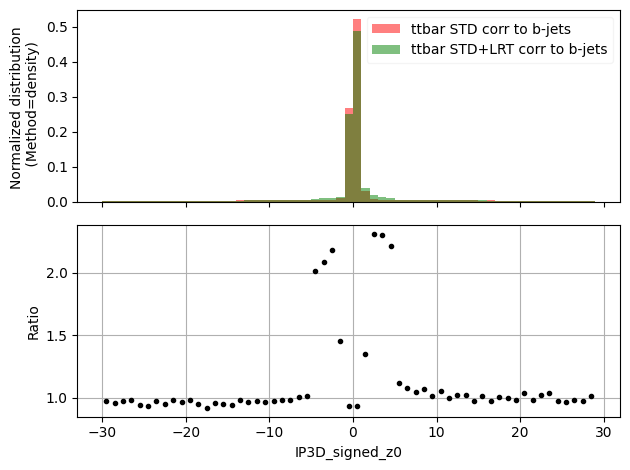 Normalized distribution
(Method=density)
0.5
0.4
0.3
0.2
0.1
0.0
ttbar STD corr to b-jets
ttbar STD+LRT corr to b-jets
Ratio
2.0
1.5
1.0
−30
−20
−10
0
10
20
30
IP3D_signed_z0